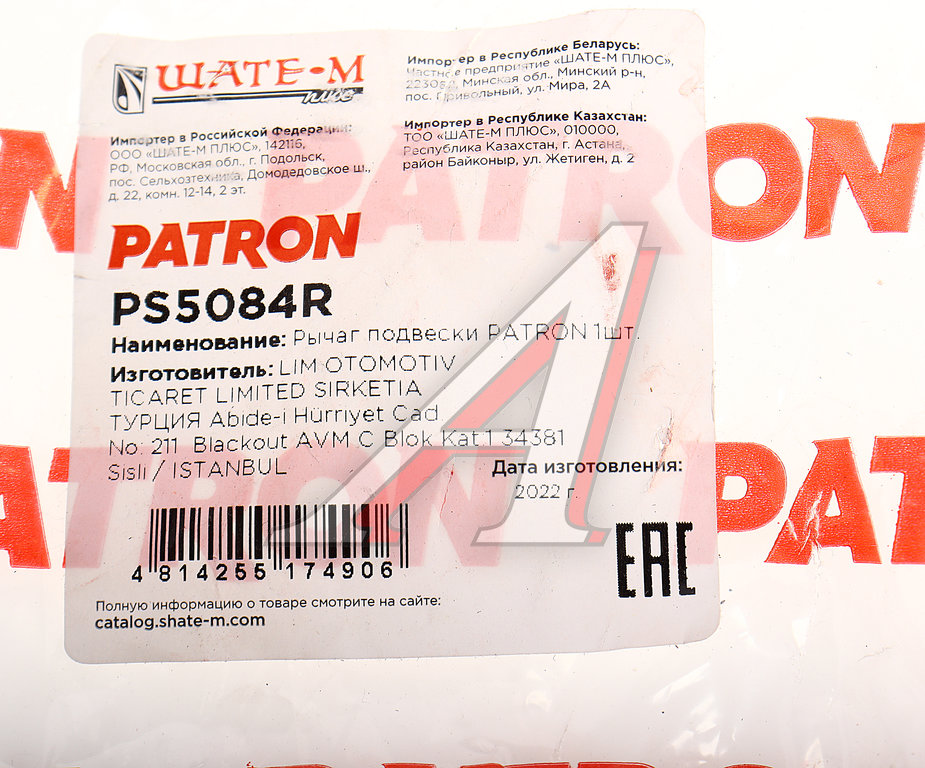 ШАТЕ-М
плюс
Импортер в Российской Федерации:
ООО «ШАТЕ-М ПЛЮС», 142116,
РФ, Московская обл., г. Подольск,
пос. Сельхозтехника, Домодедовское ш.,
д. 22, комн. 12-14, 2 эт.
Импортер в Республике Беларусь:
Частное предприятие «ШАТЕ-М ПЛЮС»,
Минская обл., Минский р-н,
пос. Привольный, ул. Мира, 2А
Импортер в Республике Казахстан:
ТОО «ШАТЕ-М ПЛЮС», 010000,
Республика Казахстан, г. Астана,
район Байконыр, ул. Жетиген, д. 2
PATRON
PS5084R
Наименование: Рычаг подвески PATRON 1шт.
Изготовитель: LIM OTOMOTIV
TICARET LIMITED SIRKETIA
ТУРЦИЯ Abide-i Hürriyet Cad
No: 211 Blackout AVM C Blok Kat:1 34381
Sisli / ISTANBUL
Дата изготовления:
2022 г.
4 814255 174906
EAC
Полную информацию о товаре смотрите на сайте:
catalog.shate-m.com
PATRON
PATRON